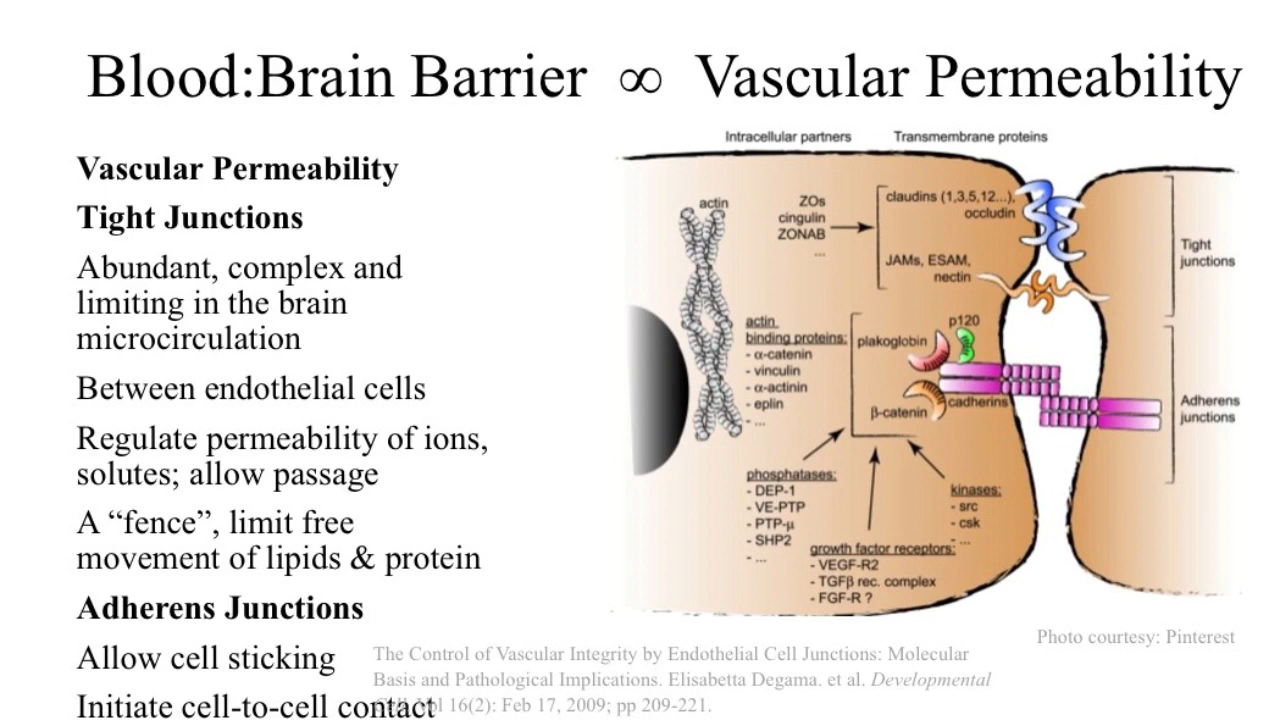 Blood:Brain Barrier ∞ Vascular Permeability
Vascular Permeability
Tight Junctions
Abundant, complex and
limiting in the brain
microcirculation
Between endothelial cells
Regulate permeability of ions,
solutes; allow passage
A “fence”, limit free
movement of lipids & protein
Adherens Junctions
Allow cell sticking
Initiate cell-to-cell contact
Intracellular partners
Transmembrane proteins
actin
ZOs
cingulin
ZONAB
...
claudins (1,3,5,12...),
occludin
JAMs, ESAM,
nectin
Tight
junctions
actin
binding proteins:
- α-catenin
- vinculin
- α-actinin
- eplin
- ...
plakoglobin
p120
β-catenin
cadherins
Adherens
junctions
phosphatases:
- DEP-1
- VE-PTP
- PTP-μ
- SHP2
- ...
kinases:
- src
- csk
- ...
growth factor receptors:
- VEGF-R2
- TGFβ rec. complex
- FGF-R ?
Photo courtesy: Pinterest
The Control of Vascular Integrity by Endothelial Cell Junctions: Molecular
Basis and Pathological Implications. Elisabetta Degama. et al. Developmental
16(2): Feb 17, 2009; pp 209-221.